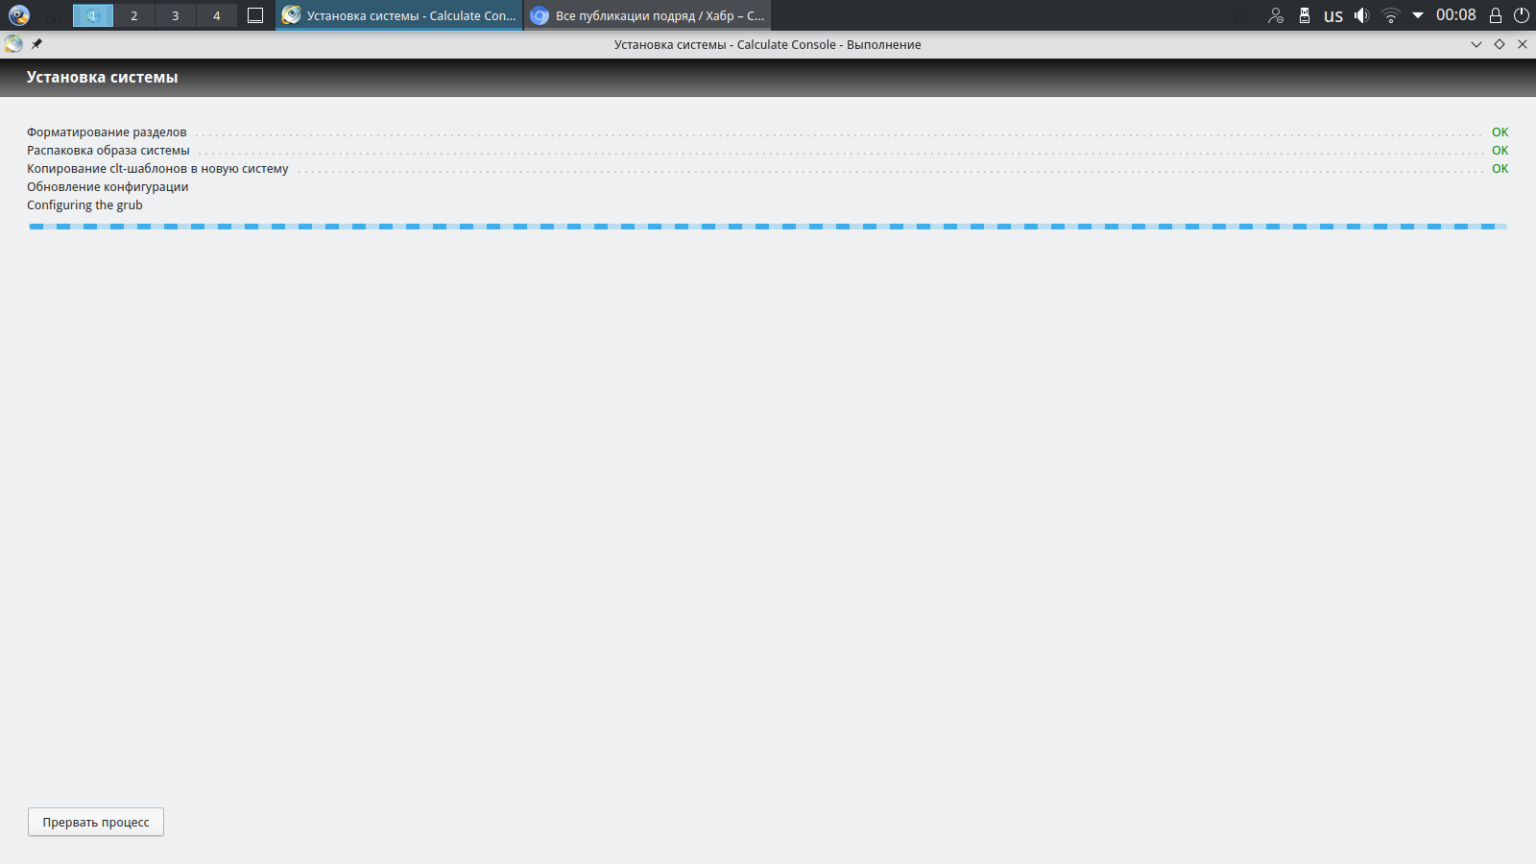 1 2 3 4 Установка системы - Calculate Con... Все публикации подряд / Хабр – С... us 00:08
Установка системы - Calculate Console - Выполнение
Установка системы
Форматирование разделов OK
Распаковка образа системы OK
Копирование clt-шаблонов в новую систему OK
Обновление конфигурации
Configuring the grub
Прервать процесс